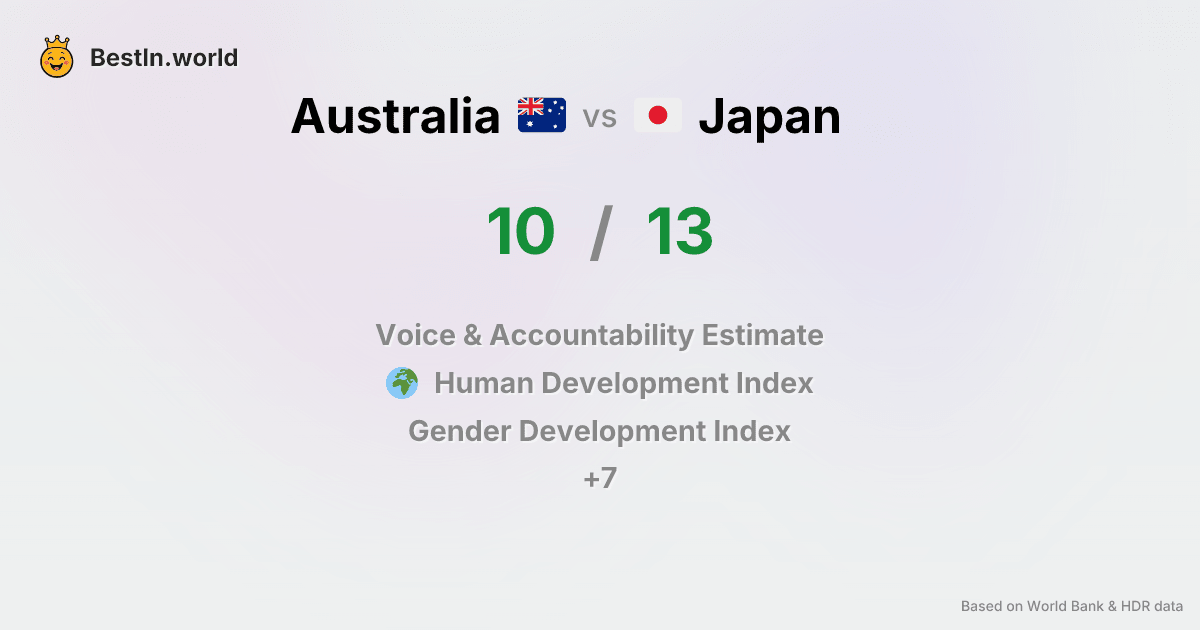 BestIn.world
Australia vs Japan
10 / 13
Voice & Accountability Estimate
Human Development Index
Gender Development Index
+7
Based on World Bank & HDR data